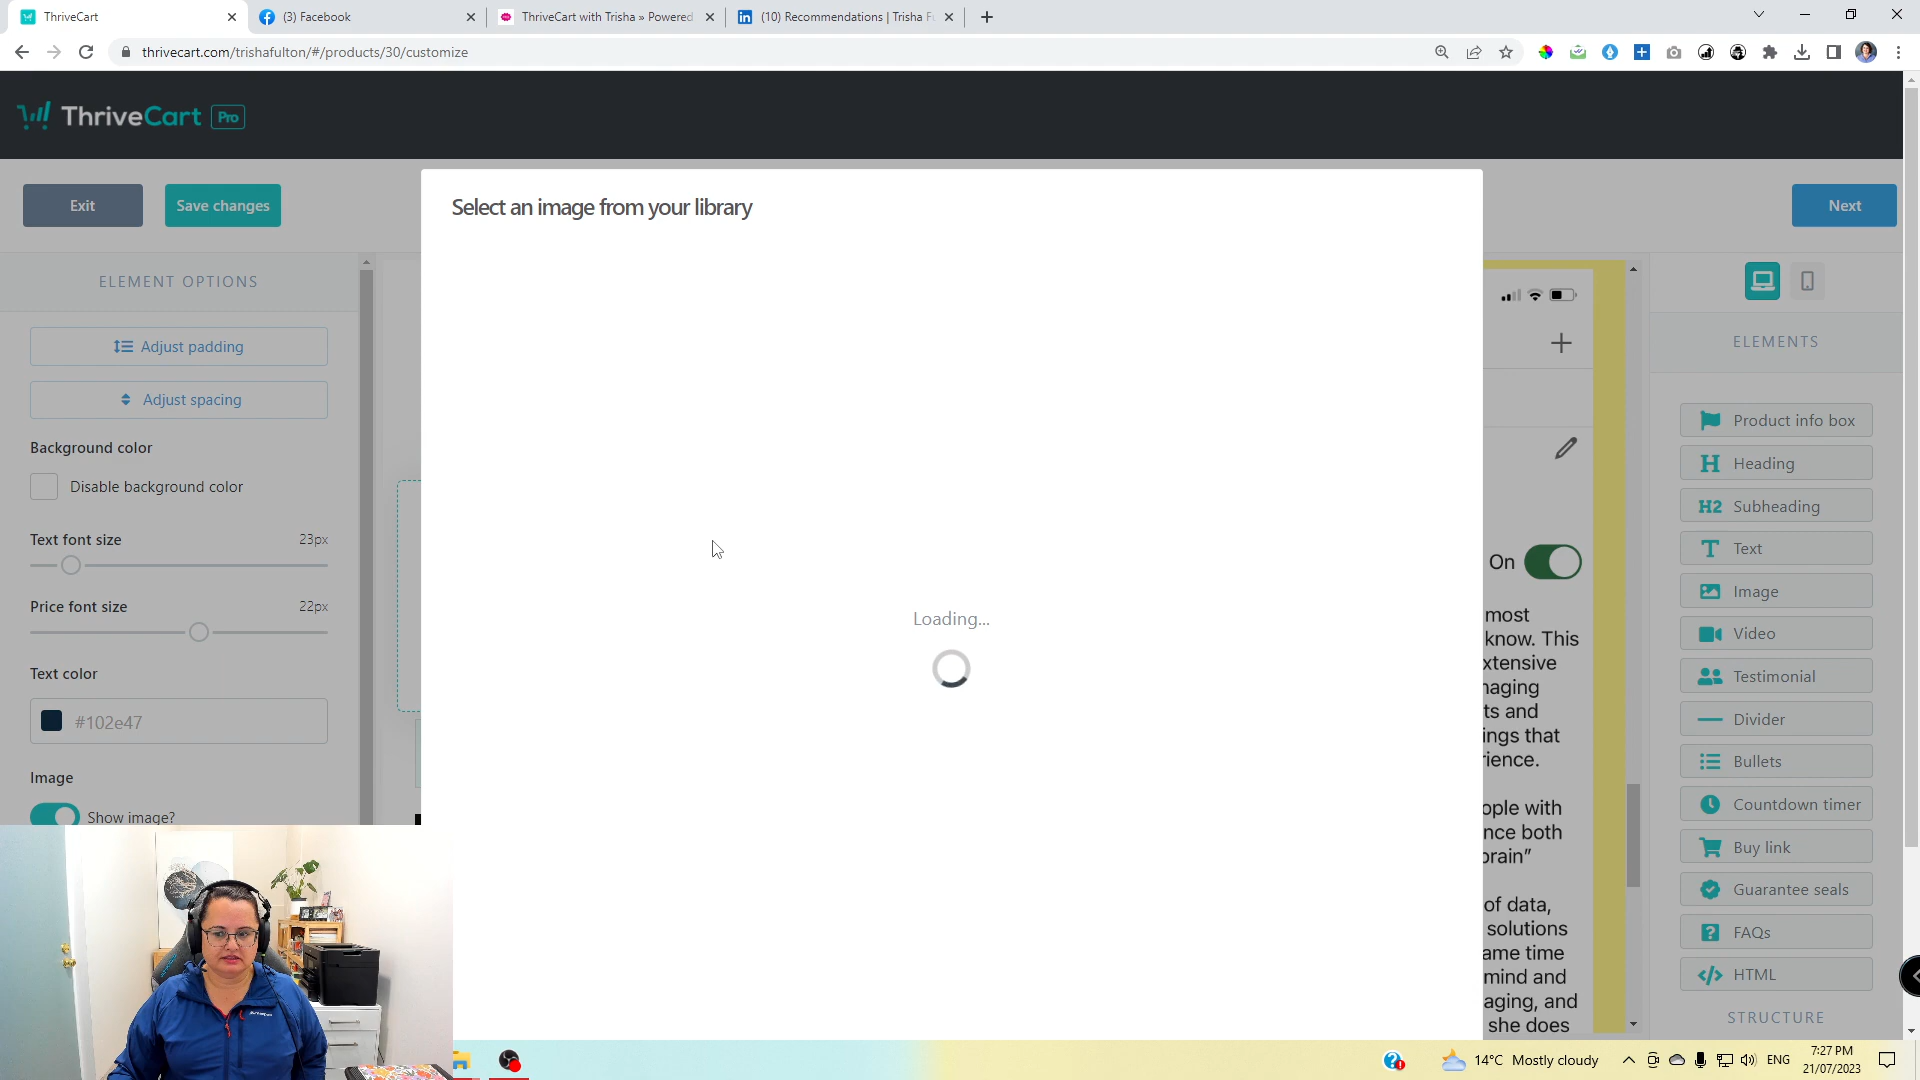 ThriveCart
(3) Facebook
ThriveCart with Trisha » Powered
(10) Recommendations | Trisha Fu
thrivecart.com/trishafulton/#/products/30/customize
ThriveCart Pro
Exit
Save changes
Select an image from your library
Next
ELEMENT OPTIONS
Adjust padding
Adjust spacing
Background color
Disable background color
Text font size 23px
Price font size 22px
Text color
#102e47
Image
Show image?
Loading...
On
most
know. This
xtensive
naging
ts and
ings that
rience.
ople with
nce both
brain”
of data,
solutions
ame time
mind and
aging, and
she does
ELEMENTS
Product info box
H Heading
H2 Subheading
T Text
Image
Video
Testimonial
Divider
Bullets
Countdown timer
Buy link
Guarantee seals
? FAQs
</> HTML
STRUCTURE
14°C Mostly cloudy
ENG
7:27 PM
21/07/2023